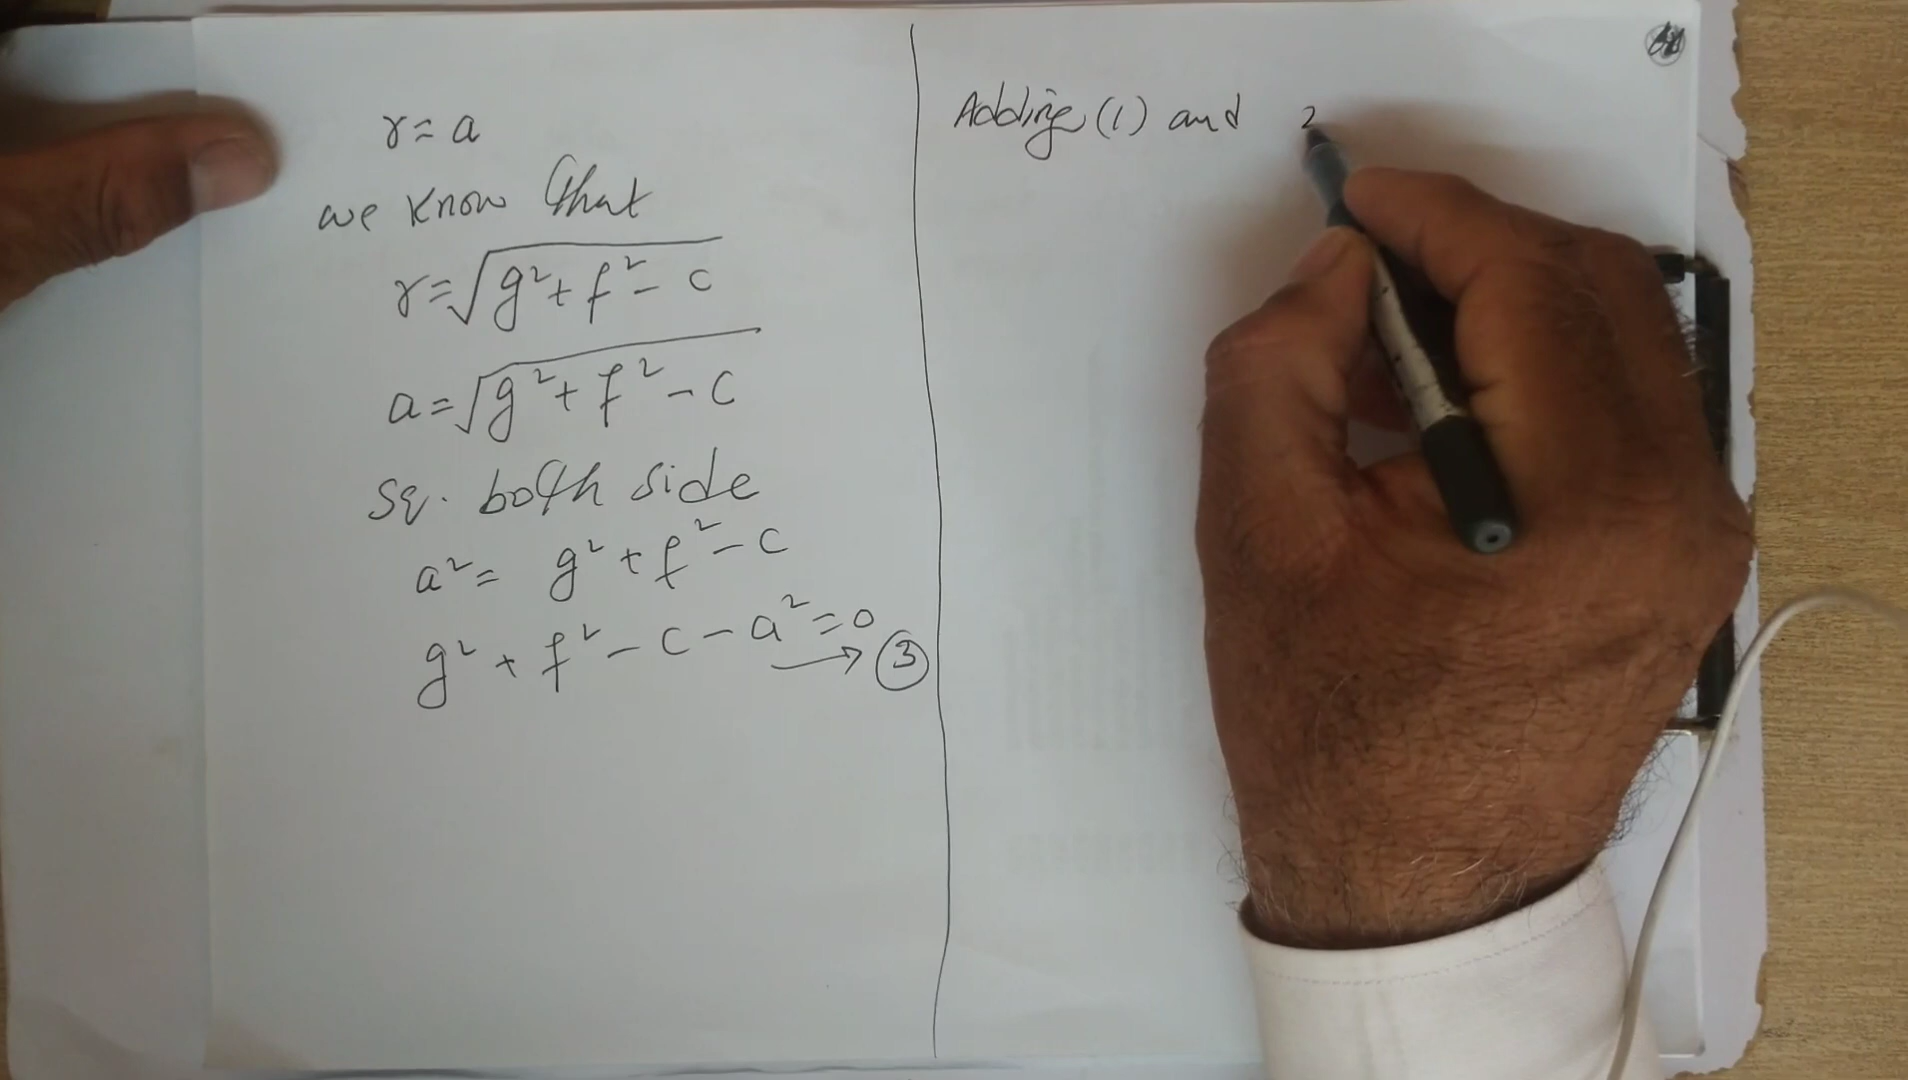 r = a
we know that
r = √g² + f² - c
a = √g² + f² - c
sq. both side
a² = g² + f² - c
g² + f² - c - a² = 0
→ ③
Adding (1) and 2